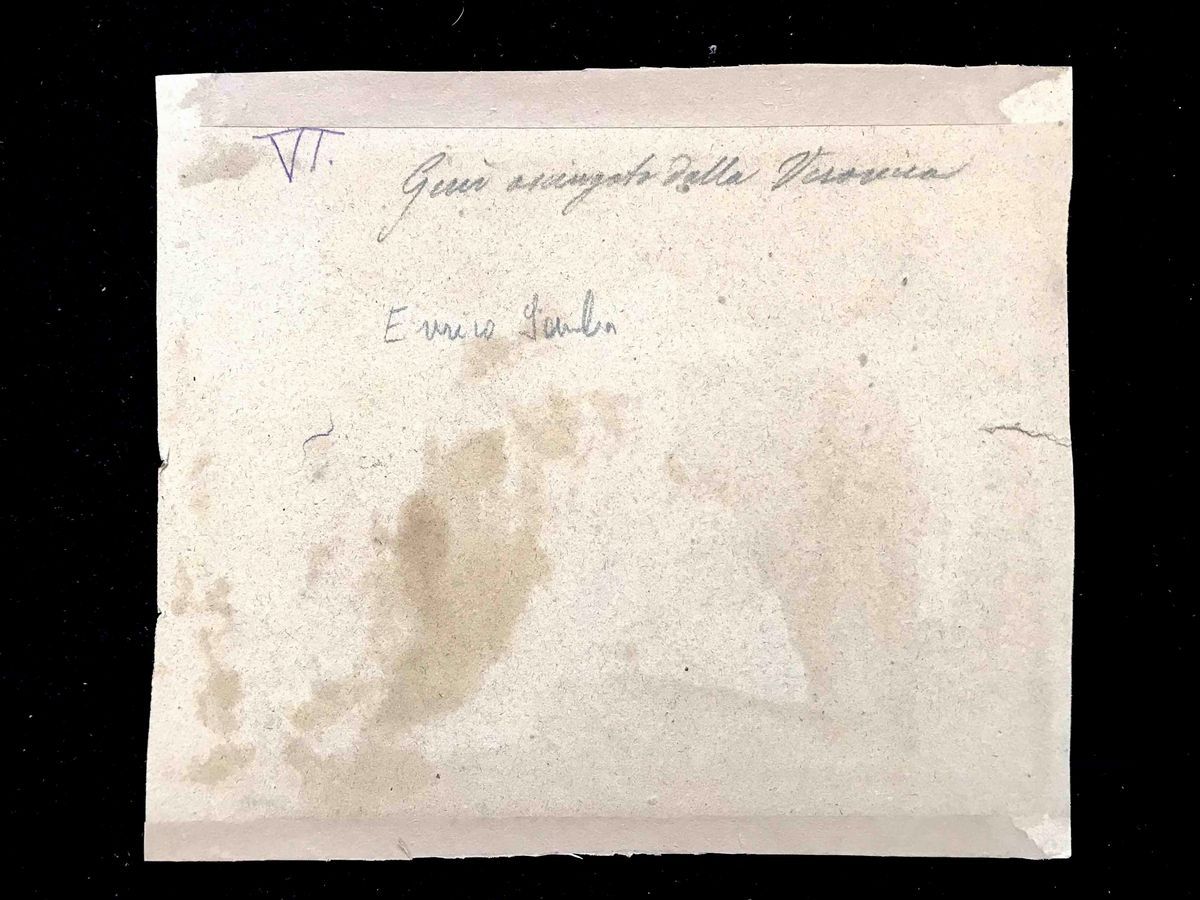 VI.
Gesù asciugato dalla Veronica
Enrico